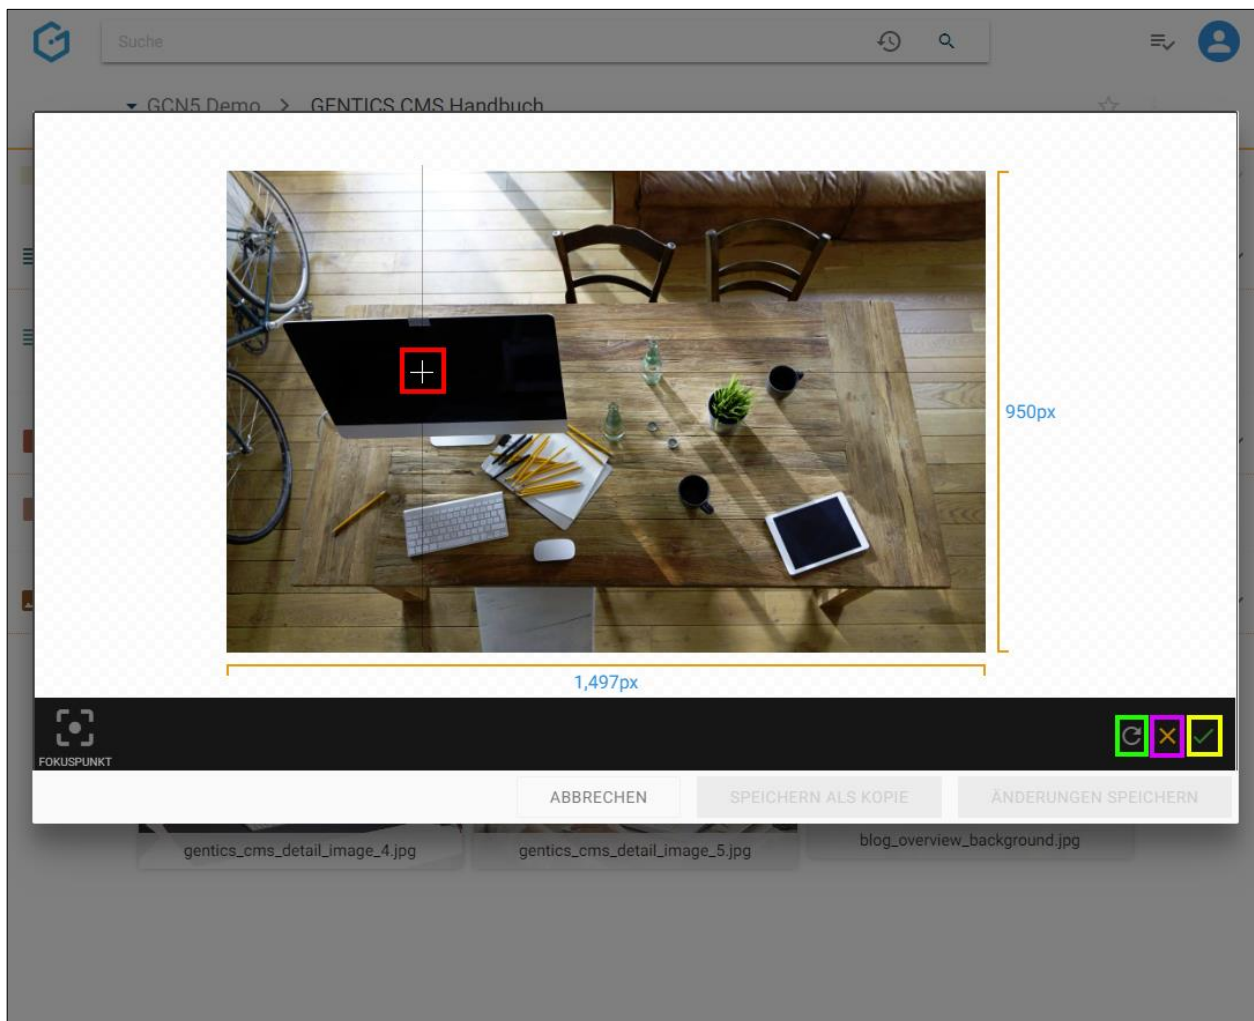 Suche
GCN5 Demo > GENTICS CMS Handbuch
950px
1,497px
FOKUSPUNKT
ABBRECHEN SPEICHERN ALS KOPIE ÄNDERUNGEN SPEICHERN
gentics_cms_detail_image_4.jpg gentics_cms_detail_image_5.jpg blog_overview_background.jpg